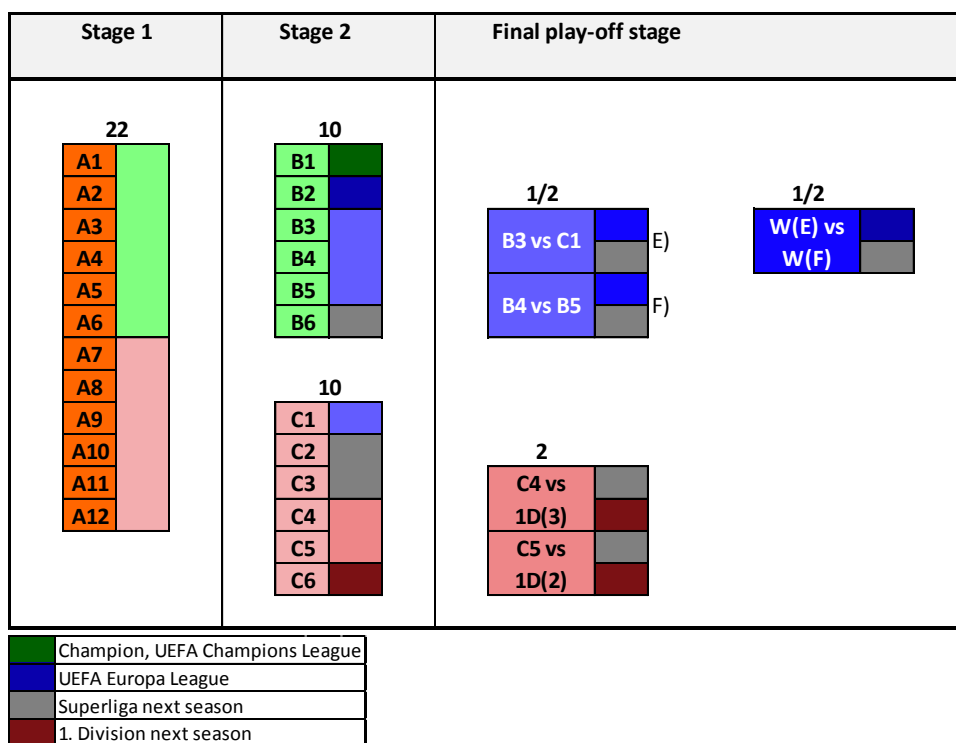 Stage 1
Stage 2
Final play-off stage
22
A1
A2
A3
A4
A5
A6
A7
A8
A9
A10
A11
A12
10
B1
B2
B3
B4
B5
B6
10
C1
C2
C3
C4
C5
C6
1/2
B3 vs C1
E)
B4 vs B5
F)
1/2
W(E) vs
W(F)
2
C4 vs
1D(3)
C5 vs
1D(2)
Champion, UEFA Champions League
UEFA Europa League
Superliga next season
1. Division next season